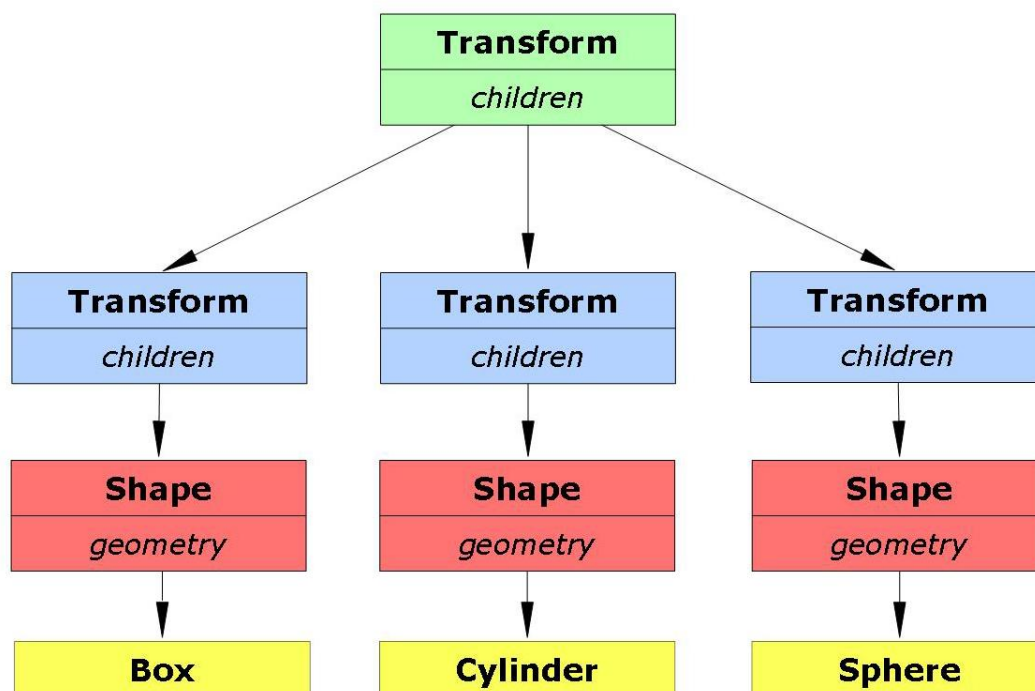 Transform
children
Transform
children
Transform
children
Transform
children
Shape
geometry
Shape
geometry
Shape
geometry
Box
Cylinder
Sphere